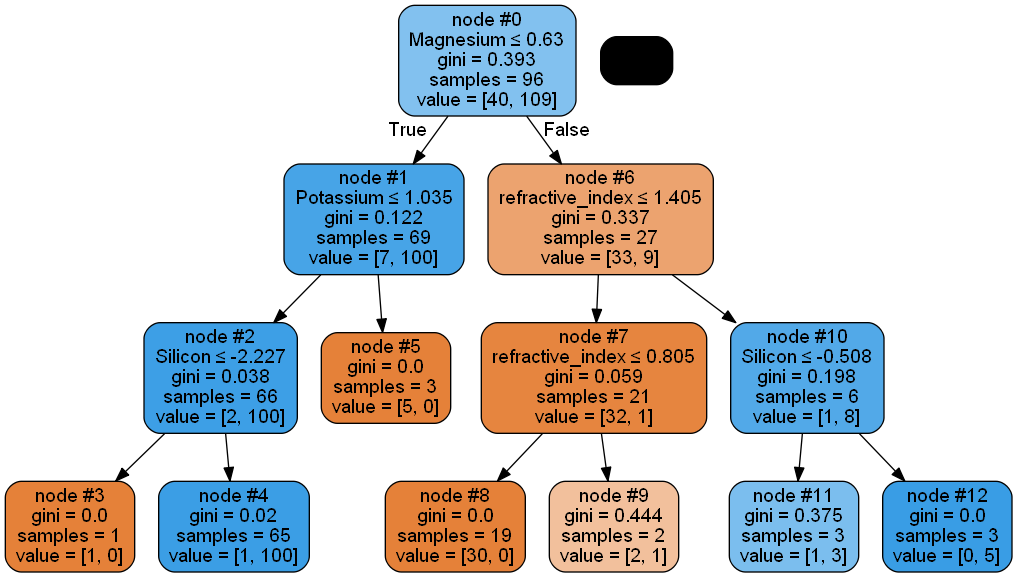 node #0
Magnesium ≤ 0.63
gini = 0.393
samples = 96
value = [40, 109]
True
False
node #1
Potassium ≤ 1.035
gini = 0.122
samples = 69
value = [7, 100]
node #6
refractive_index ≤ 1.405
gini = 0.337
samples = 27
value = [33, 9]
node #2
Silicon ≤ -2.227
gini = 0.038
samples = 66
value = [2, 100]
node #5
gini = 0.0
samples = 3
value = [5, 0]
node #7
refractive_index ≤ 0.805
gini = 0.059
samples = 21
value = [32, 1]
node #10
Silicon ≤ -0.508
gini = 0.198
samples = 6
value = [1, 8]
node #3
gini = 0.0
samples = 1
value = [1, 0]
node #4
gini = 0.02
samples = 65
value = [1, 100]
node #8
gini = 0.0
samples = 19
value = [30, 0]
node #9
gini = 0.444
samples = 2
value = [2, 1]
node #11
gini = 0.375
samples = 3
value = [1, 3]
node #12
gini = 0.0
samples = 3
value = [0, 5]